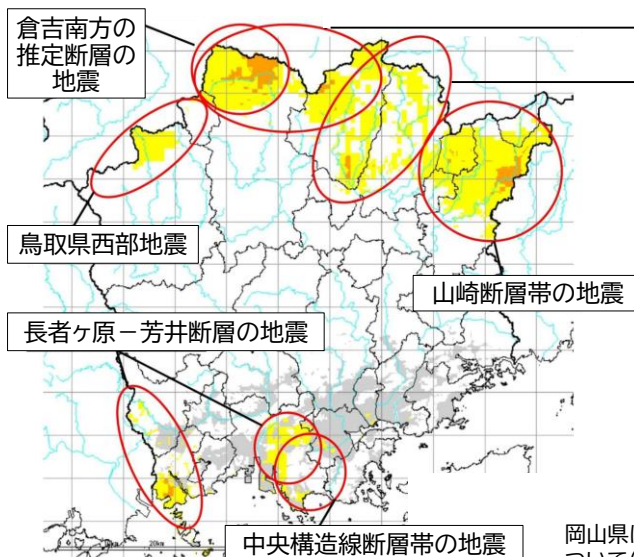 倉吉南方の
推定断層の
地震
鳥取県西部地震
山崎断層帯の地震
長者ヶ原－芳井断層の地震
中央構造線断層帯の地震
岡山県